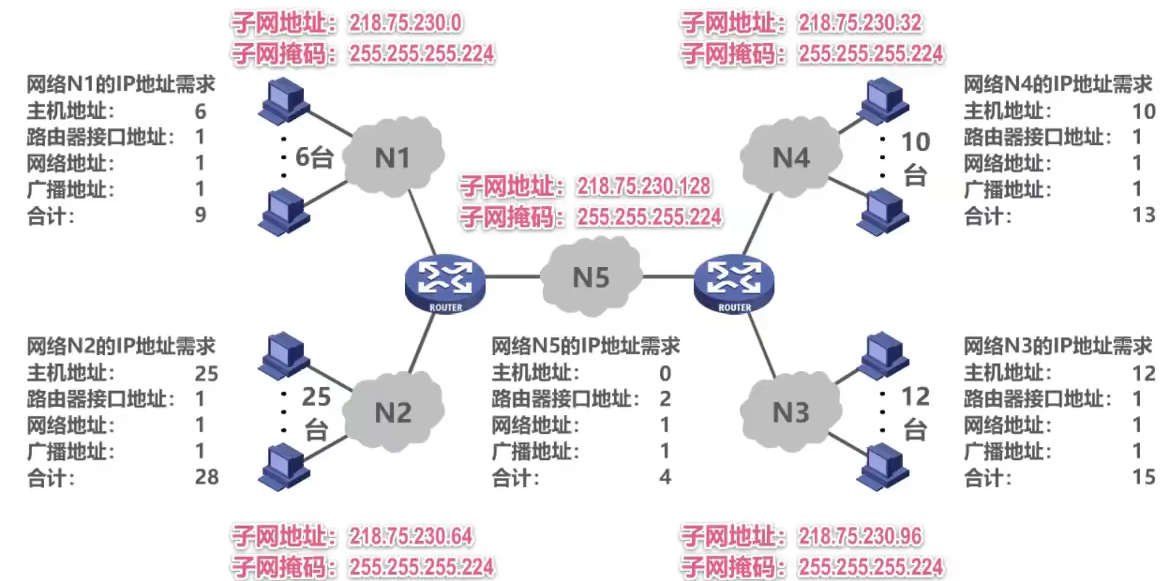 子网地址：218.75.230.0
子网掩码：255.255.255.224
子网地址：218.75.230.32
子网掩码：255.255.255.224
网络N1的IP地址需求
主机地址： 6
路由器接口地址：1
网络地址： 1
广播地址： 1
合计： 9
6台
N1
N4
10
台
网络N4的IP地址需求
主机地址： 10
路由器接口地址：1
网络地址： 1
广播地址： 1
合计： 13
子网地址：218.75.230.128
子网掩码：255.255.255.224
ROUTER
N5
ROUTER
网络N2的IP地址需求
主机地址： 25
路由器接口地址：1
网络地址： 1
广播地址： 1
合计： 28
25
台
N2
网络N5的IP地址需求
主机地址： 0
路由器接口地址：2
网络地址： 1
广播地址： 1
合计： 4
N3
12
台
网络N3的IP地址需求
主机地址： 12
路由器接口地址：1
网络地址： 1
广播地址： 1
合计： 15
子网地址：218.75.230.64
子网掩码：255.255.255.224
子网地址：218.75.230.96
子网掩码：255.255.255.224